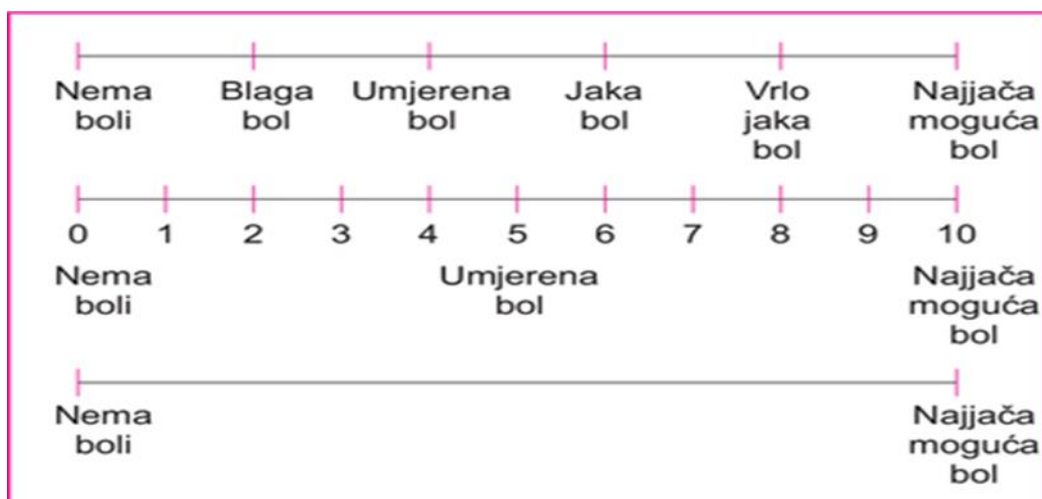 Nema Blaga Umjerena Jaka Vrlo Najjača
boli bol bol bol jaka moguća
bol bol
0 1 2 3 4 5 6 7 8 9 10
Nema Umjerena Najjača
boli bol moguća
bol
Nema Najjača
boli moguća
bol